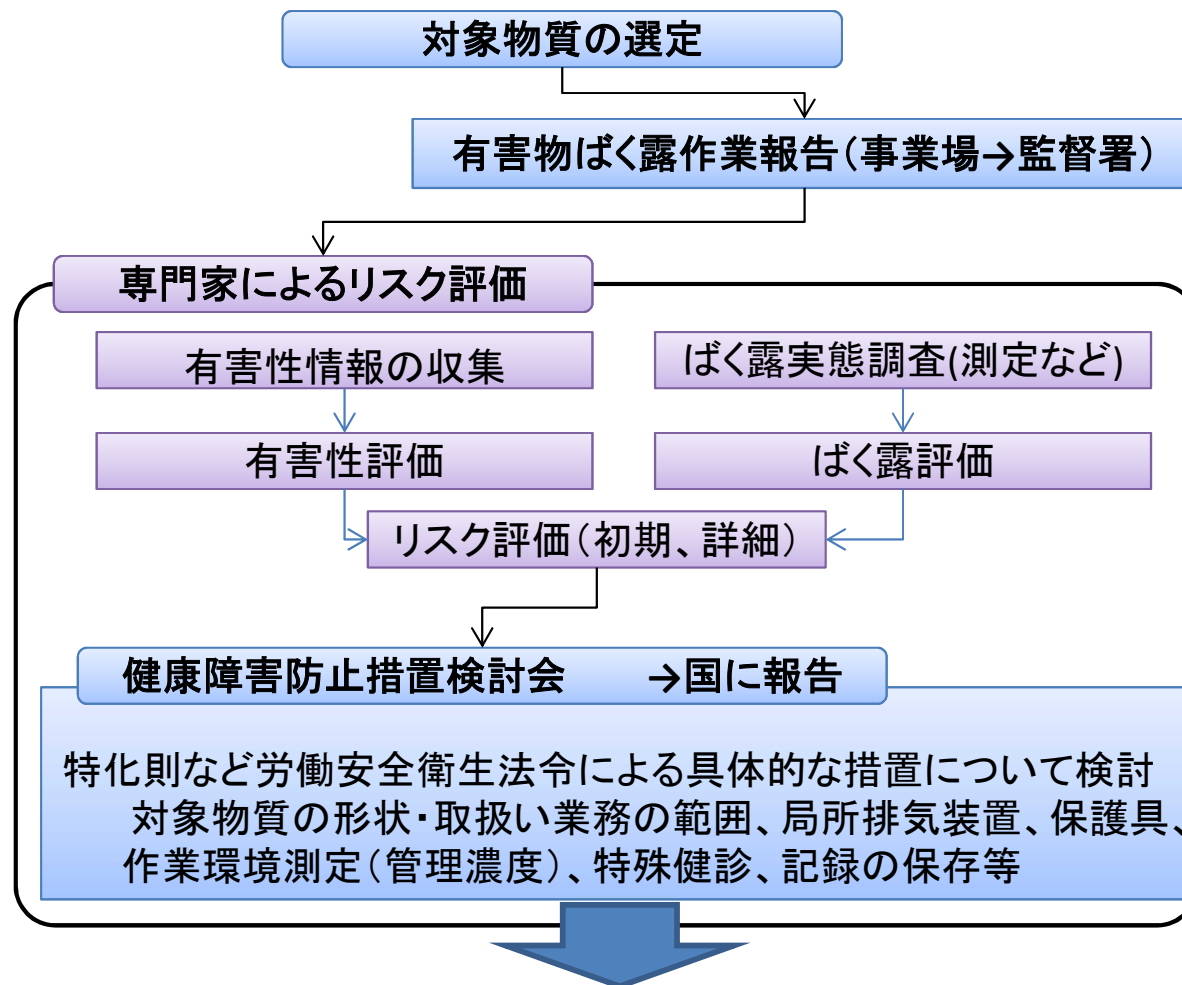 対象物質の選定
有害物ばく露作業報告（事業場→監督署）
専門家によるリスク評価
有害性情報の収集
ばく露実態調査(測定など)
有害性評価
ばく露評価
リスク評価（初期、詳細）
健康障害防止措置検討会　　→国に報告
特化則など労働安全衛生法令による具体的な措置について検討
対象物質の形状・取扱い業務の範囲、局所排気装置、保護具、
作業環境測定（管理濃度）、特殊健診、記録の保存等